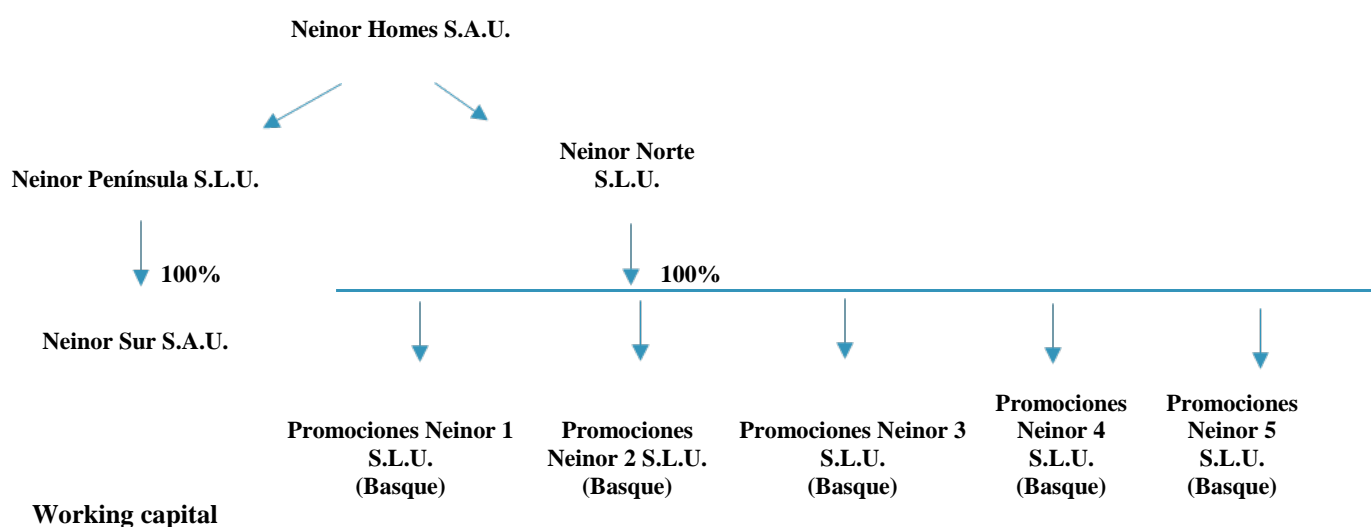 Neinor Homes S.A.U.
Neinor Península S.L.U.
Neinor Norte
S.L.U.
100%
100%
Neinor Sur S.A.U.
Promociones Neinor 1
S.L.U.
(Basque)
Promociones
Neinor 2 S.L.U.
(Basque)
Promociones Neinor 3
S.L.U.
(Basque)
Promociones
Neinor 4
S.L.U.
(Basque)
Promociones
Neinor 5
S.L.U.
(Basque)
Working capital